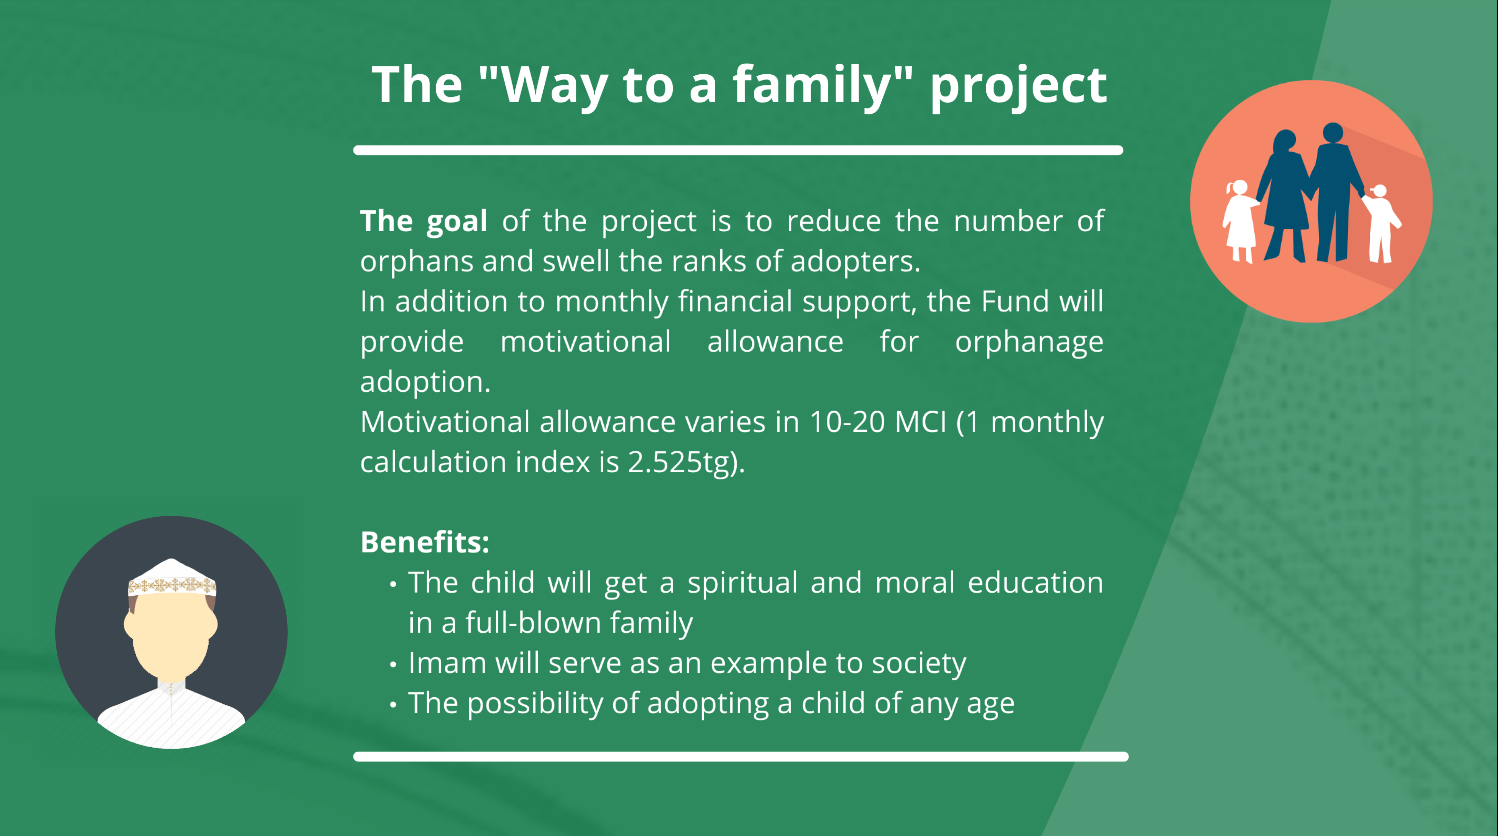 The "Way to a family" project
The goal of the project is to reduce the number of
orphans and swell the ranks of adopters.
In addition to monthly financial support, the Fund will
provide motivational allowance for orphanage
adoption.
Motivational allowance varies in 10-20 MCI (1 monthly
calculation index is 2.525tg).
Benefits:
• The child will get a spiritual and moral education
in a full-blown family
• Imam will serve as an example to society
• The possibility of adopting a child of any age